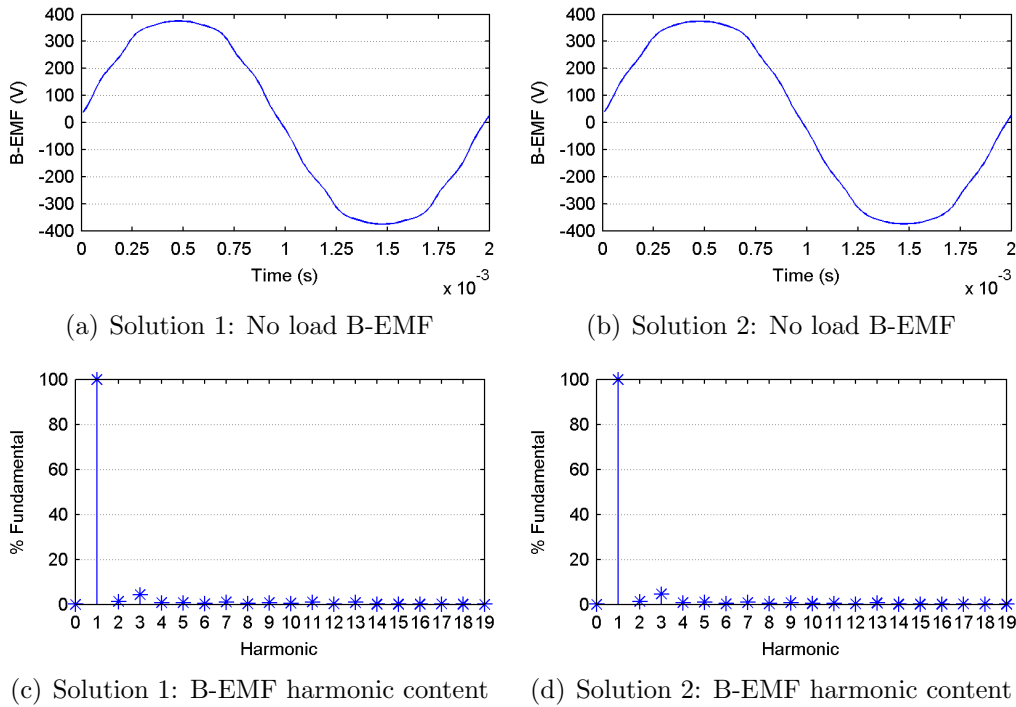 400
300
200
100
0
-100
-200
-300
-400
B-EMF (V)
0 0.25 0.5 0.75 1 1.25 1.5 1.75 2
Time (s)
x 10⁻³
(a) Solution 1: No load B-EMF
400
300
200
100
0
-100
-200
-300
-400
B-EMF (V)
0 0.25 0.5 0.75 1 1.25 1.5 1.75 2
Time (s)
x 10⁻³
(b) Solution 2: No load B-EMF
100
80
60
40
20
0
% Fundamental
0 1 2 3 4 5 6 7 8 9 10 11 12 13 14 15 16 17 18 19
Harmonic
(c) Solution 1: B-EMF harmonic content
100
80
60
40
20
0
% Fundamental
0 1 2 3 4 5 6 7 8 9 10 11 12 13 14 15 16 17 18 19
Harmonic
(d) Solution 2: B-EMF harmonic content